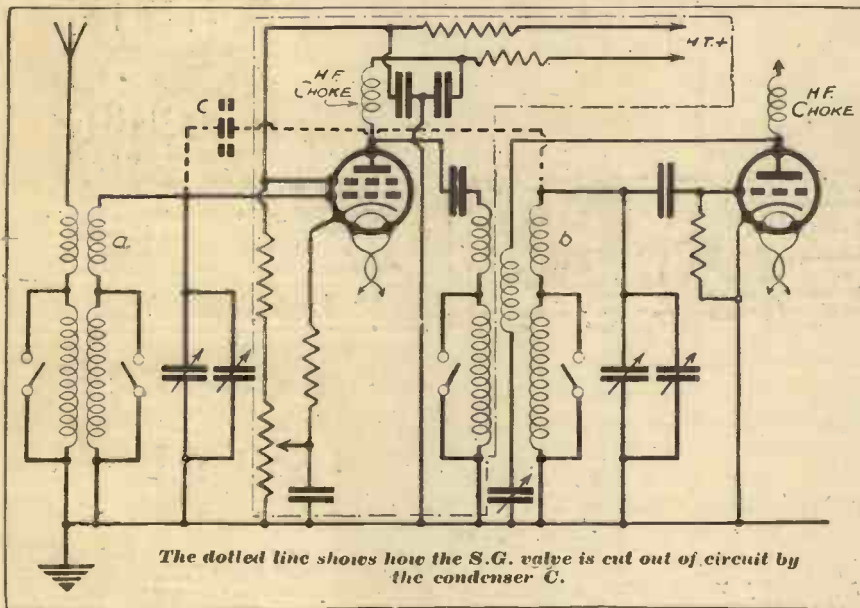 H.T.+
H.F.
CHOKE
H.F.
CHOKE
C
a
b
The dotted line shows how the S.G. valve is cut out of circuit by
the condenser C.